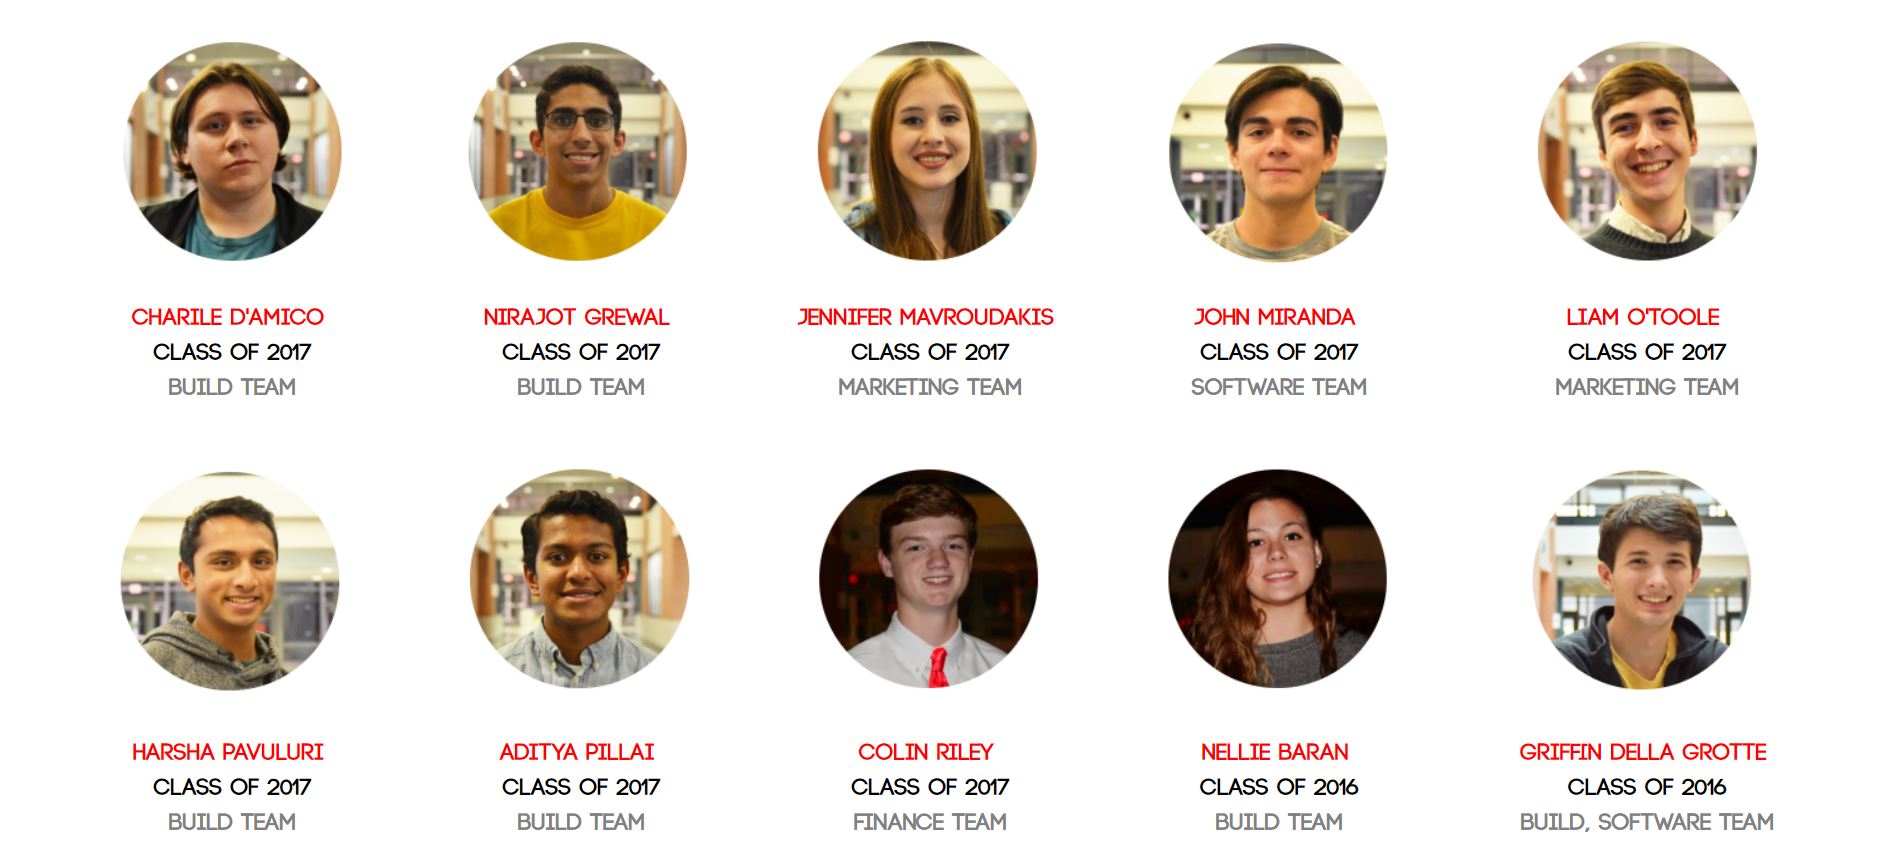 CHARILE D'AMICO
CLASS OF 2017
BUILD TEAM
NIRAJOT GREWAL
CLASS OF 2017
BUILD TEAM
JENNIFER MAVROUDAKIS
CLASS OF 2017
MARKETING TEAM
JOHN MIRANDA
CLASS OF 2017
SOFTWARE TEAM
LIAM O'TOOLE
CLASS OF 2017
MARKETING TEAM
HARSHA PAVULURI
CLASS OF 2017
BUILD TEAM
ADITYA PILLAI
CLASS OF 2017
BUILD TEAM
COLIN RILEY
CLASS OF 2017
FINANCE TEAM
NELLIE BARAN
CLASS OF 2016
BUILD TEAM
GRIFFIN DELLA GROTTE
CLASS OF 2016
BUILD, SOFTWARE TEAM